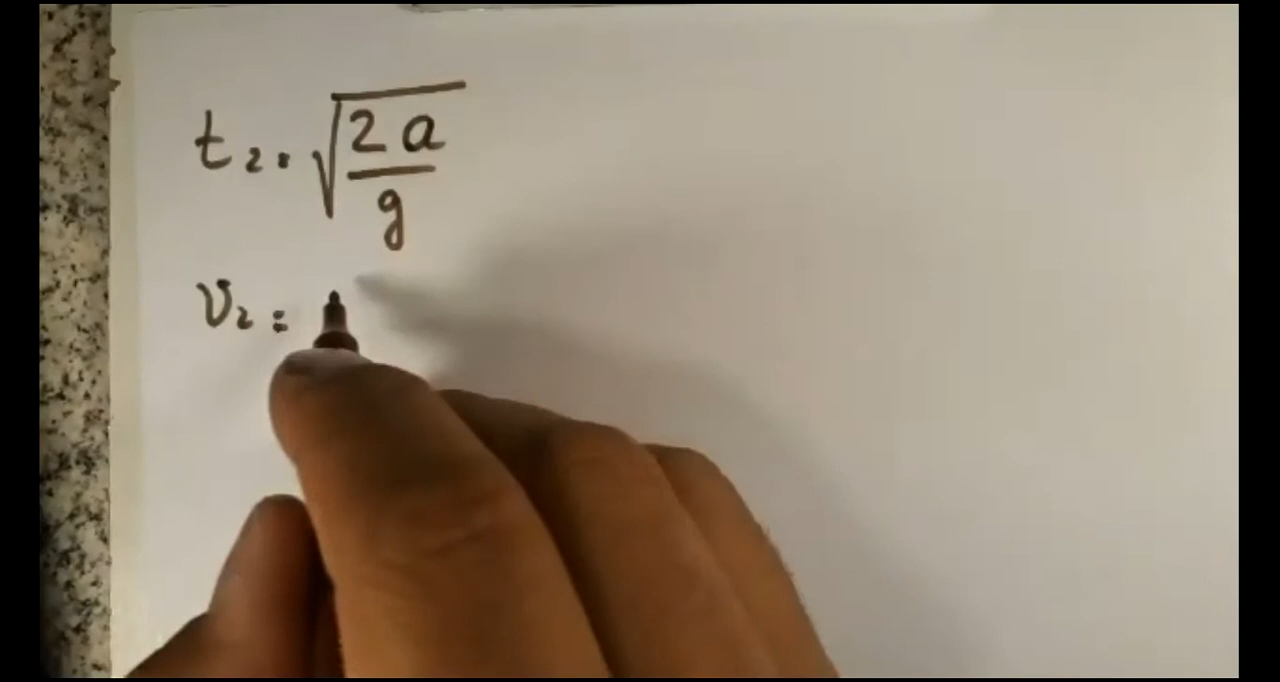 t₂ = √(2a/g)
v₂ =